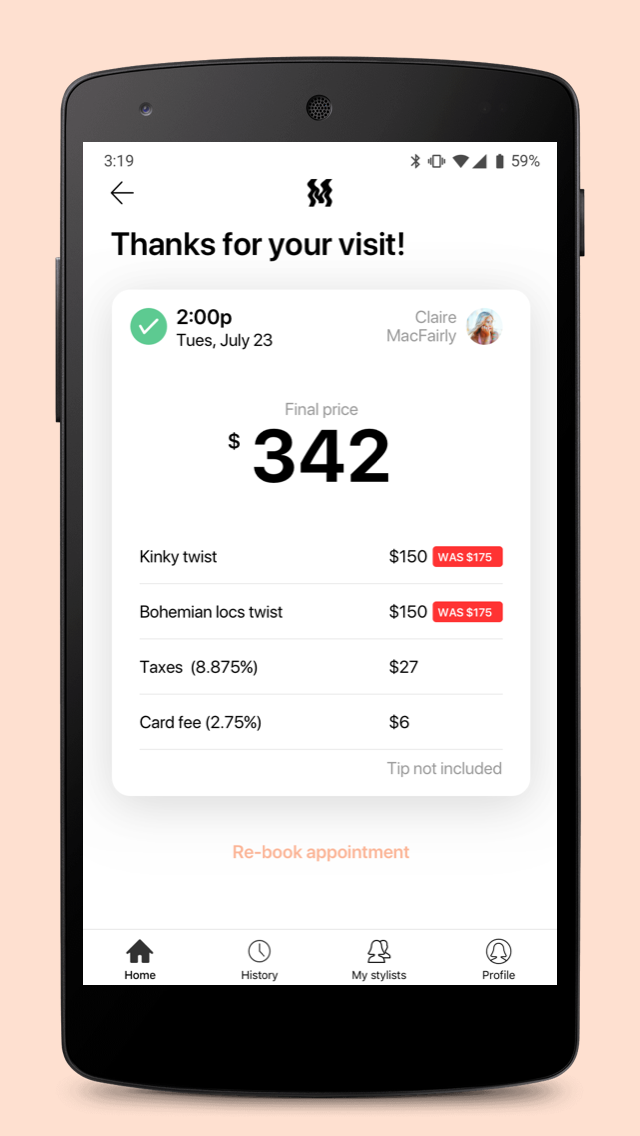 3:19
59%
Thanks for your visit!
2:00p
Tues, July 23
Claire
MacFairly
Final price
$ 342
Kinky twist $150 WAS $175
Bohemian locs twist $150 WAS $175
Taxes (8.875%) $27
Card fee (2.75%) $6
Tip not included
Re-book appointment
Home History My stylists Profile